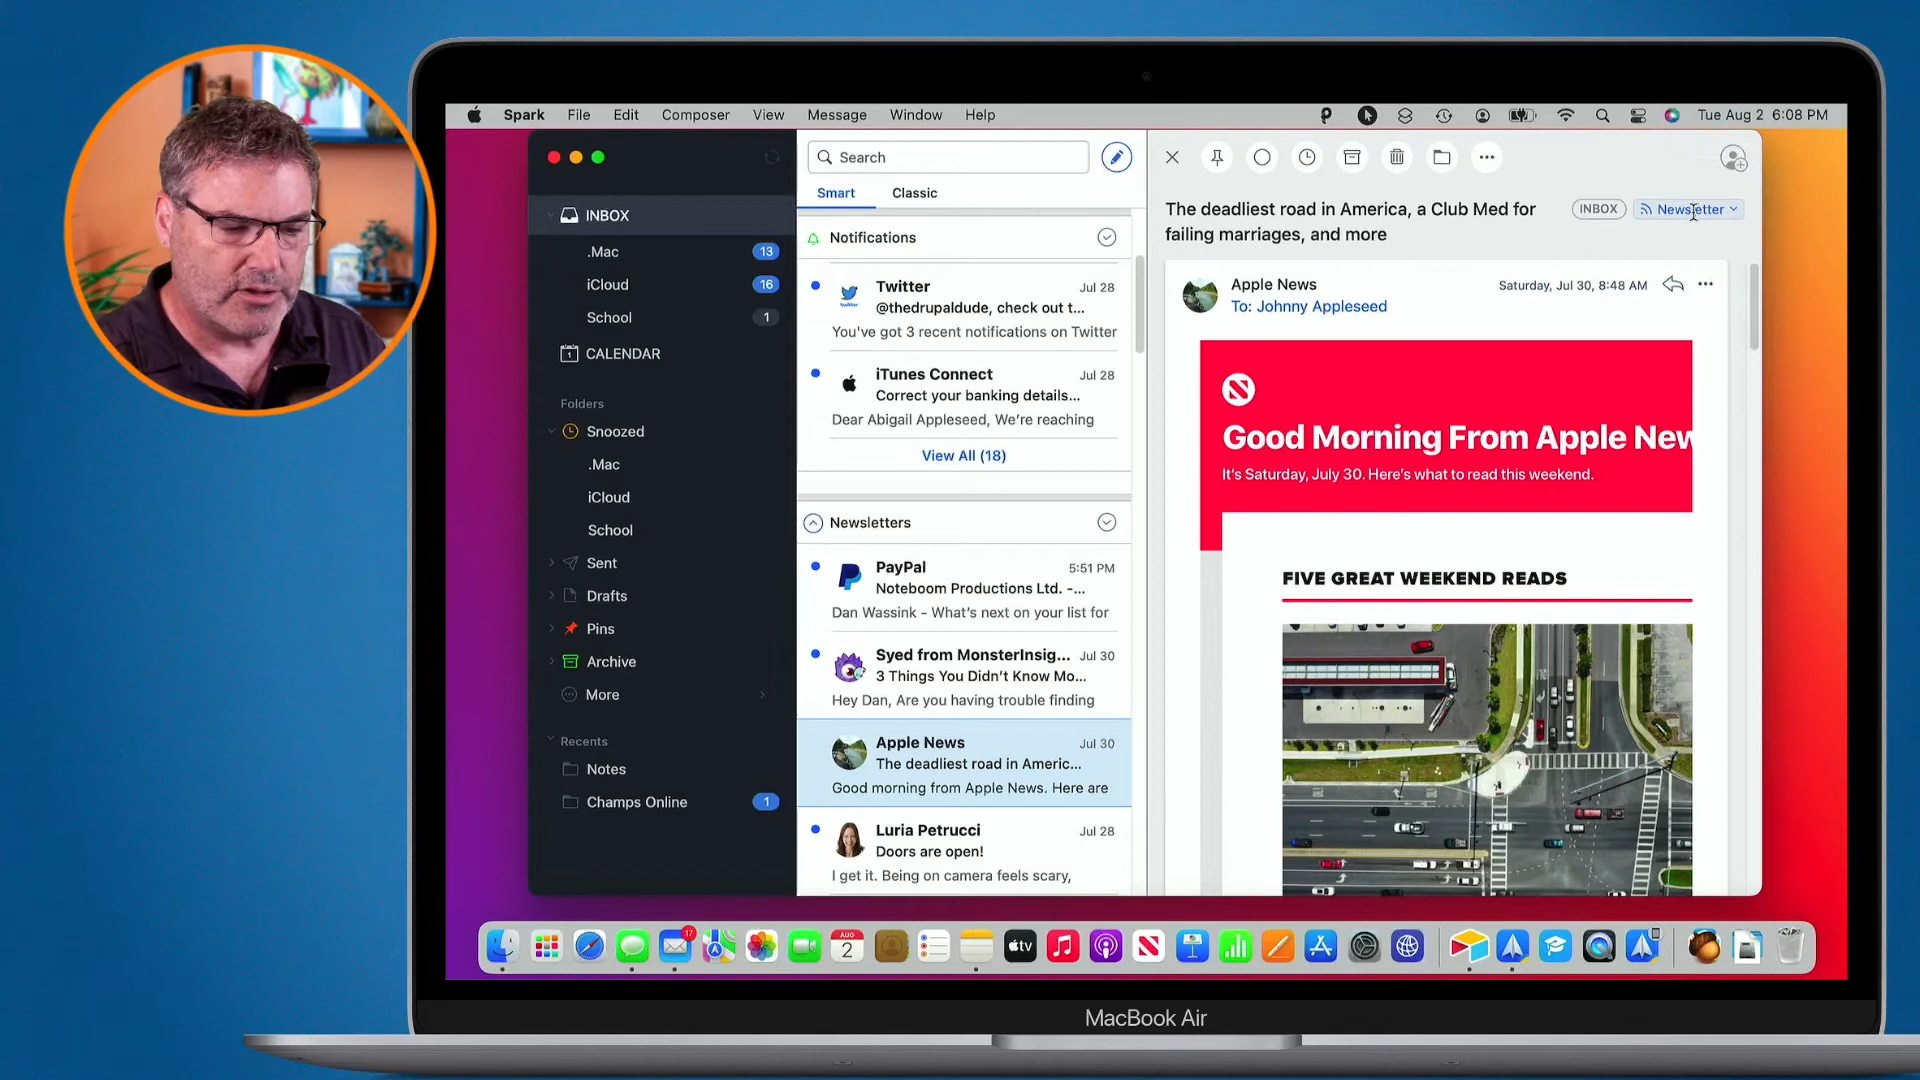 Spark File Edit Composer View Message Window Help Tue Aug 2 6:08 PM
INBOX
.Mac 13
iCloud 16
School 1
1 CALENDAR
Folders
Snoozed
.Mac
iCloud
School
Sent
Drafts
Pins
Archive
More
Recents
Notes
Champs Online 1
Search
Smart Classic
Notifications
Twitter Jul 28
@thedrupaldude, check out t...
You've got 3 recent notifications on Twitter
iTunes Connect Jul 28
Correct your banking details...
Dear Abigail Appleseed, We're reaching
View All (18)
Newsletters
PayPal 5:51 PM
Noteboom Productions Ltd. -...
Dan Wassink - What's next on your list for
Syed from MonsterInsig... Jul 30
3 Things You Didn't Know Mo...
Hey Dan, Are you having trouble finding
Apple News Jul 30
The deadliest road in Americ...
Good morning from Apple News. Here are
Luria Petrucci Jul 28
Doors are open!
I get it. Being on camera feels scary,
The deadliest road in America, a Club Med for
failing marriages, and more
INBOX Newsletter
Apple News Saturday, Jul 30, 8:48 AM
To: Johnny Appleseed
Good Morning From Apple New
It's Saturday, July 30. Here's what to read this weekend.
FIVE GREAT WEEKEND READS
17
AUG
2
tv
MacBook Air